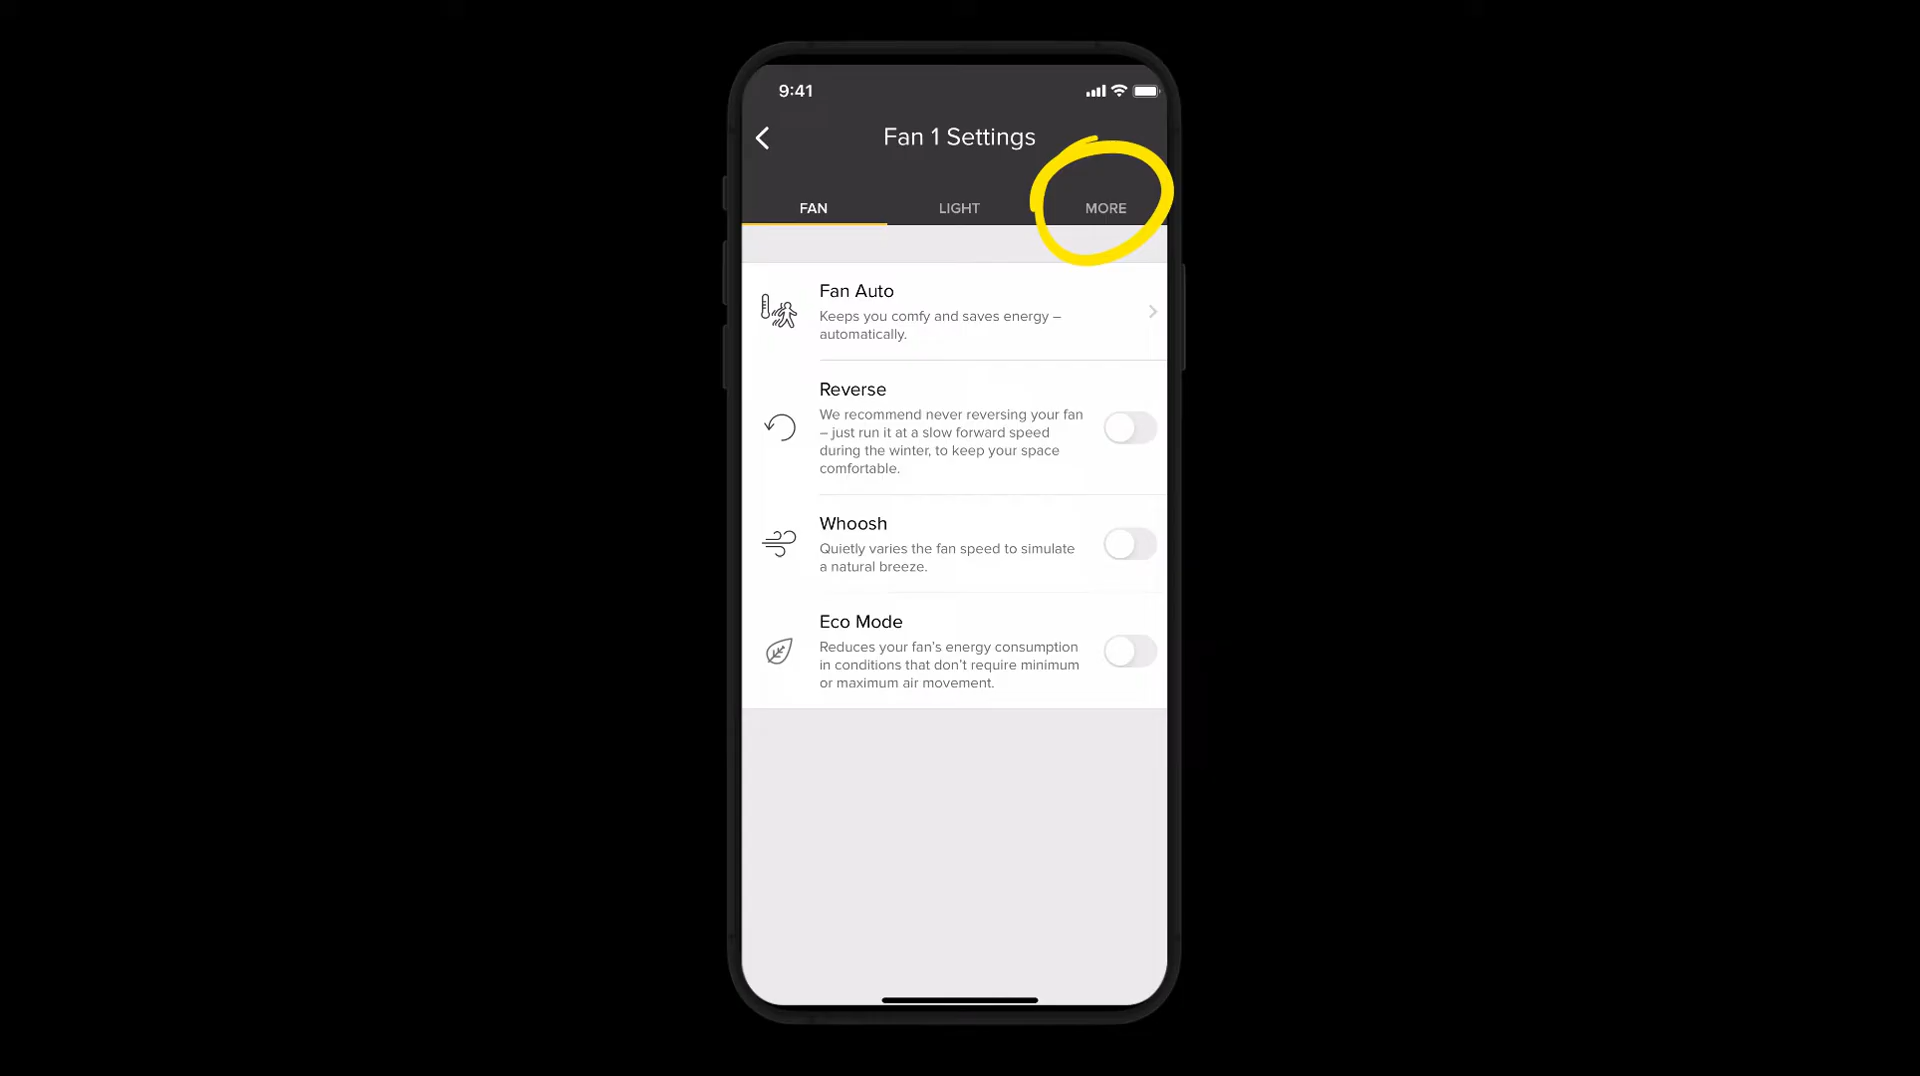 9:41
Fan 1 Settings
FAN
LIGHT
MORE
Fan Auto
Keeps you comfy and saves energy –
automatically.
Reverse
We recommend never reversing your fan
– just run it at a slow forward speed
during the winter, to keep your space
comfortable.
Whoosh
Quietly varies the fan speed to simulate
a natural breeze.
Eco Mode
Reduces your fan’s energy consumption
in conditions that don’t require minimum
or maximum air movement.